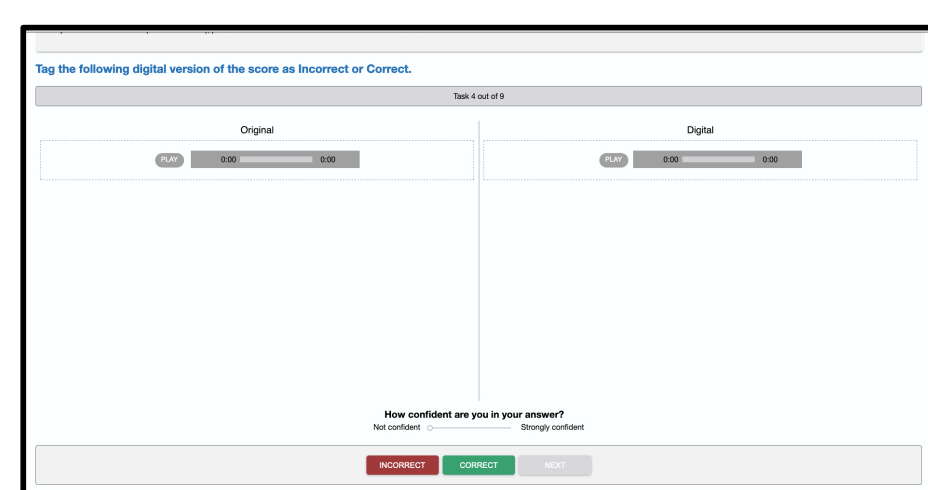 Tag the following digital version of the score as Incorrect or Correct.
Task 4 out of 9
Original
Digital
PLAY 0:00 0:00
PLAY 0:00 0:00
How confident are you in your answer?
Not confident Strongly confident
INCORRECT CORRECT NEXT